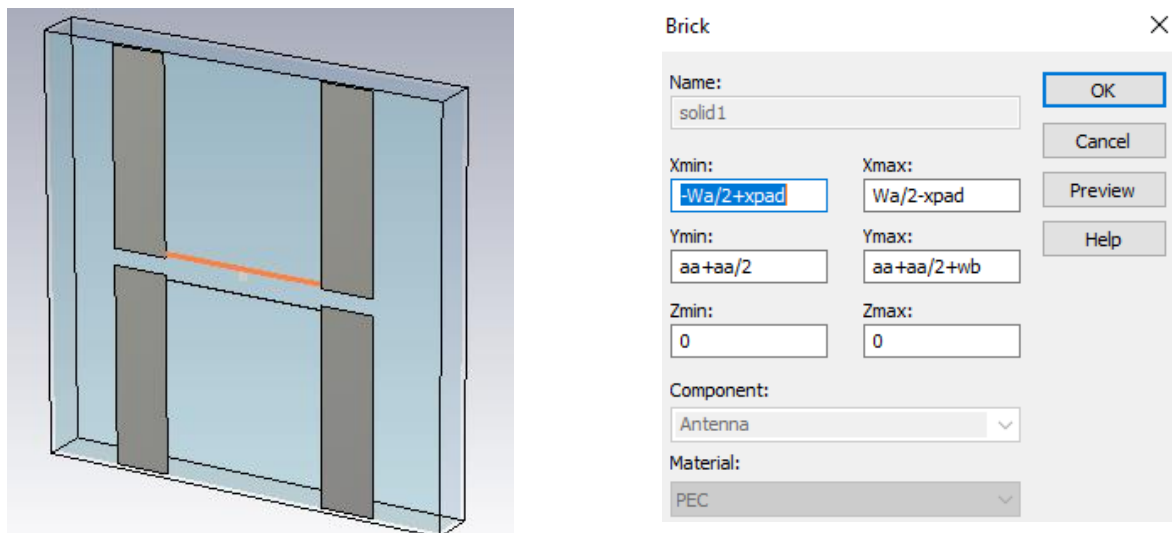 Brick
Name:
OK
solid1
Cancel
Xmin:
Xmax:
-Wa/2+xpad
Wa/2-xpad
Preview
Ymin:
Ymax:
Help
aa+aa/2
aa+aa/2+wb
Zmin:
Zmax:
0
0
Component:
Antenna
Material:
PEC